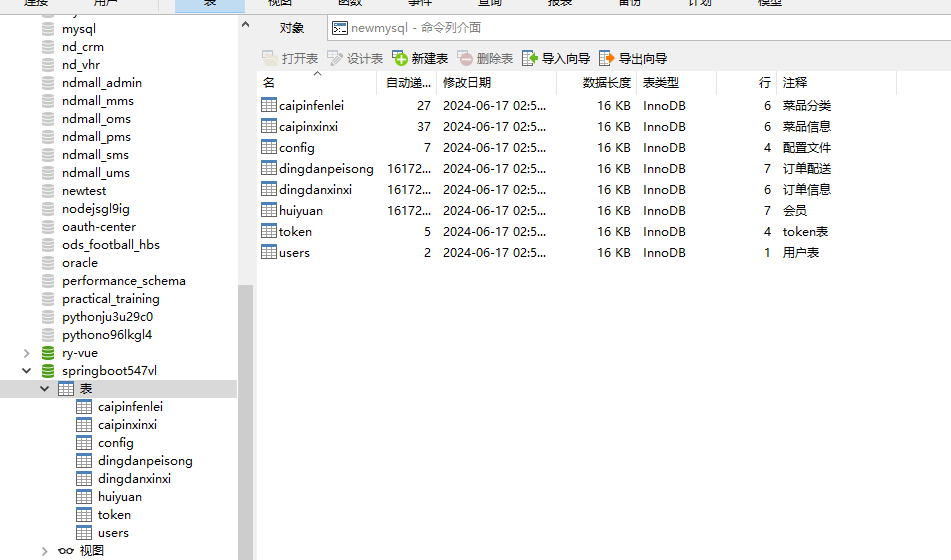 连接 用户 表 视图 函数 事件 查询 报表 备份 计划 模型
mysql
nd_crm
nd_vhr
ndmall_admin
ndmall_mms
ndmall_oms
ndmall_pms
ndmall_sms
ndmall_ums
newtest
nodejsgl9ig
oauth-center
ods_football_hbs
oracle
performance_schema
practical_training
pythonju3u29c0
pythono96lkgl4
ry-vue
springboot547vl
表
caipinfenlei
caipinxinxi
config
dingdanpeisong
dingdanxinxi
huiyuan
token
users
视图
对象 newmysql - 命令列介面
打开表 设计表 新建表 删除表 导入向导 导出向导
名 自动递... 修改日期 数据长度 表类型 行 注释
caipinfenlei 27 2024-06-17 02:5... 16 KB InnoDB 6 菜品分类
caipinxinxi 37 2024-06-17 02:5... 16 KB InnoDB 6 菜品信息
config 7 2024-06-17 02:5... 16 KB InnoDB 4 配置文件
dingdanpeisong 16172... 2024-06-17 02:5... 16 KB InnoDB 7 订单配送
dingdanxinxi 16172... 2024-06-17 02:5... 16 KB InnoDB 6 订单信息
huiyuan 16172... 2024-06-17 02:5... 16 KB InnoDB 7 会员
token 5 2024-06-17 02:5... 16 KB InnoDB 4 token表
users 2 2024-06-17 02:5... 16 KB InnoDB 1 用户表